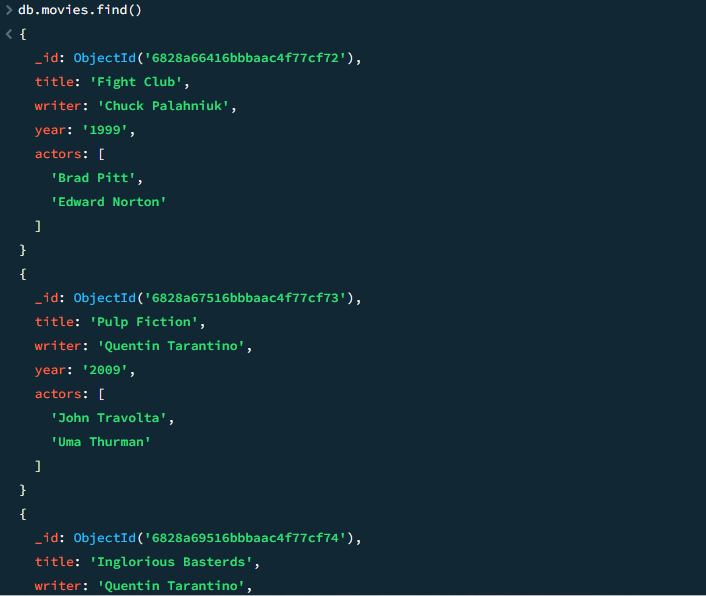 > db.movies.find()
< {
_id: ObjectId('6828a66416bbbaac4f77cf72'),
title: 'Fight Club',
writer: 'Chuck Palahniuk',
year: '1999',
actors: [
'Brad Pitt',
'Edward Norton'
]
}
{
_id: ObjectId('6828a67516bbbaac4f77cf73'),
title: 'Pulp Fiction',
writer: 'Quentin Tarantino',
year: '2009',
actors: [
'John Travolta',
'Uma Thurman'
]
}
{
_id: ObjectId('6828a69516bbbaac4f77cf74'),
title: 'Inglorious Basterds',
writer: 'Quentin Tarantino',